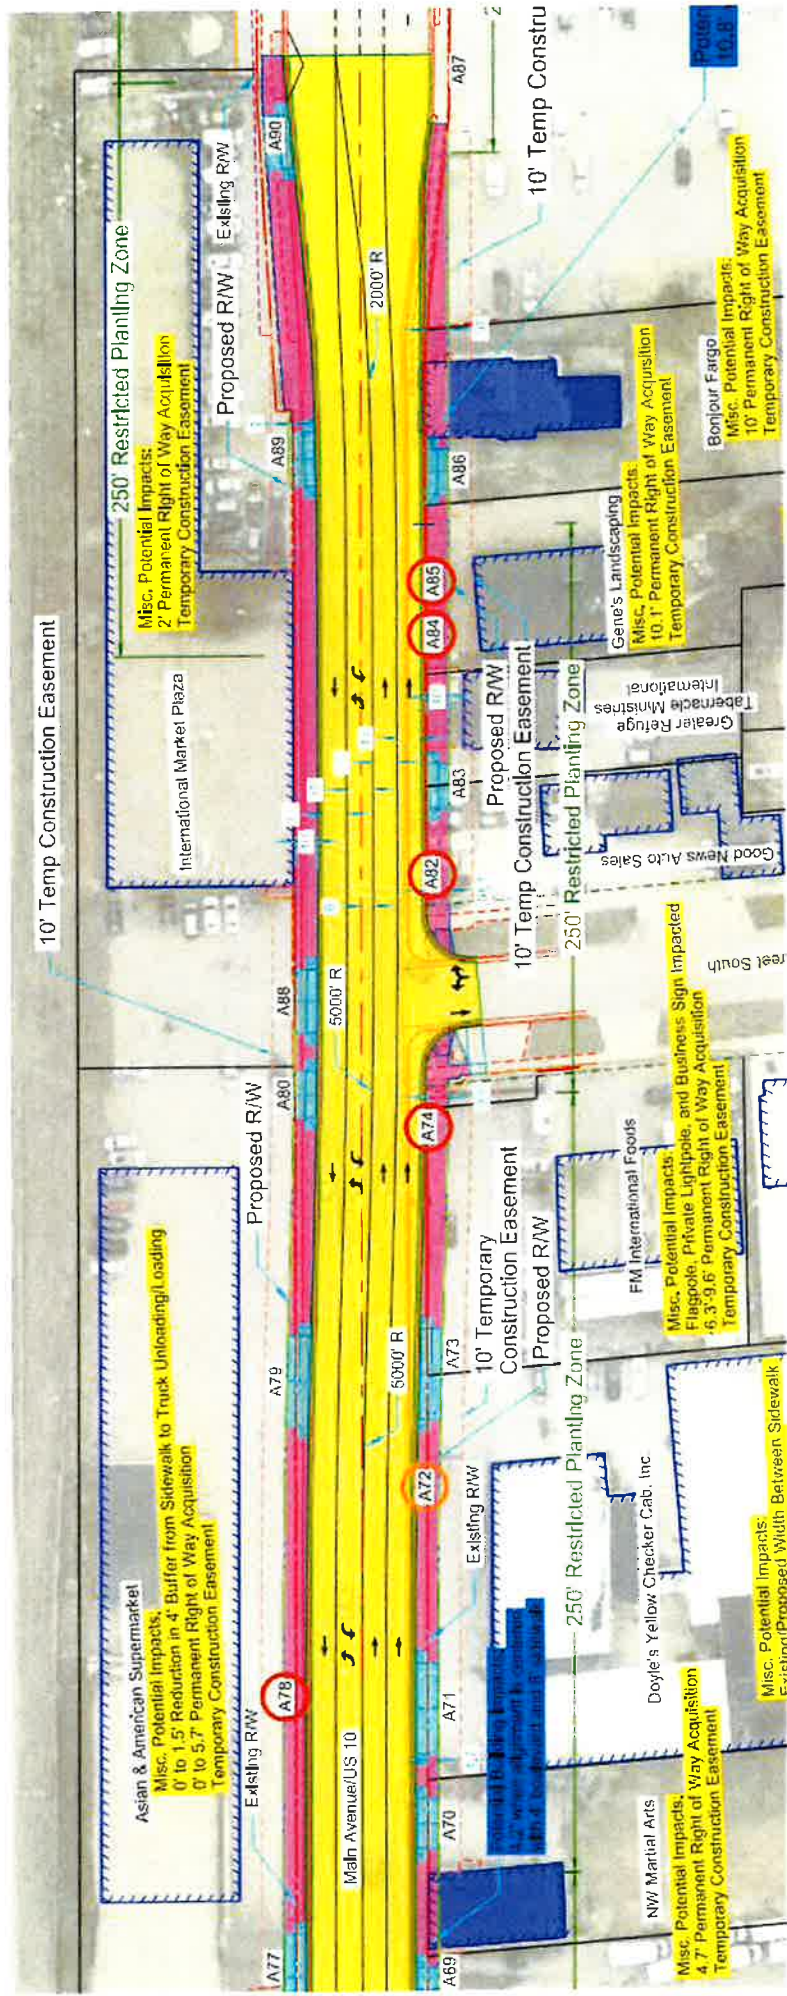 10' Temp Construction Easement
250' Restricted Planting Zone
Asian & American Supermarket
Misc. Potential Impacts:
0' to 1.5' Reduction in 4' Buffer from Sidewalk to Truck Unloading/Loading
0' to 5.7' Permanent Right of Way Acquisition
Temporary Construction Easement
International Market Plaza
Misc. Potential Impacts:
2' Permanent Right of Way Acquisition
Temporary Construction Easement
Existing R/W
Proposed R/W
Proposed R/W
Existing R/W
A77
A78
A79
A80
A88
A89
A90
Main Avenue/US 10
5000' R
5000' R
2000' R
A69
A70
A71
A72
A73
A74
A82
A83
A84
A85
A86
A87
Existing R/W
10' Temporary
Construction Easement
Proposed R/W
10' Temp Construction Easement
Proposed R/W
10' Temp Constru
250' Restricted Planting Zone
250' Restricted Planting Zone
NW Martial Arts
Misc. Potential Impacts:
4.7' Permanent Right of Way Acquisition
Temporary Construction Easement
Doyle's Yellow Checker Cab, Inc.
Misc. Potential Impacts:
Existing/Proposed Width Between Sidewalk
FM International Foods
Misc. Potential Impacts:
Flagpole, Private Lightpole, and Business Sign Impacted
6.3'-9.6' Permanent Right of Way Acquisition
Temporary Construction Easement
reet South
Good News Auto Sales
Greater Refuge
Tabernacle Ministries
International
Gene's Landscaping
Misc. Potential Impacts:
10.1' Permanent Right of Way Acquisition
Temporary Construction Easement
Bonjour Fargo
Misc. Potential Impacts:
10' Permanent Right of Way Acquisition
Temporary Construction Easement
Poten
10.8'